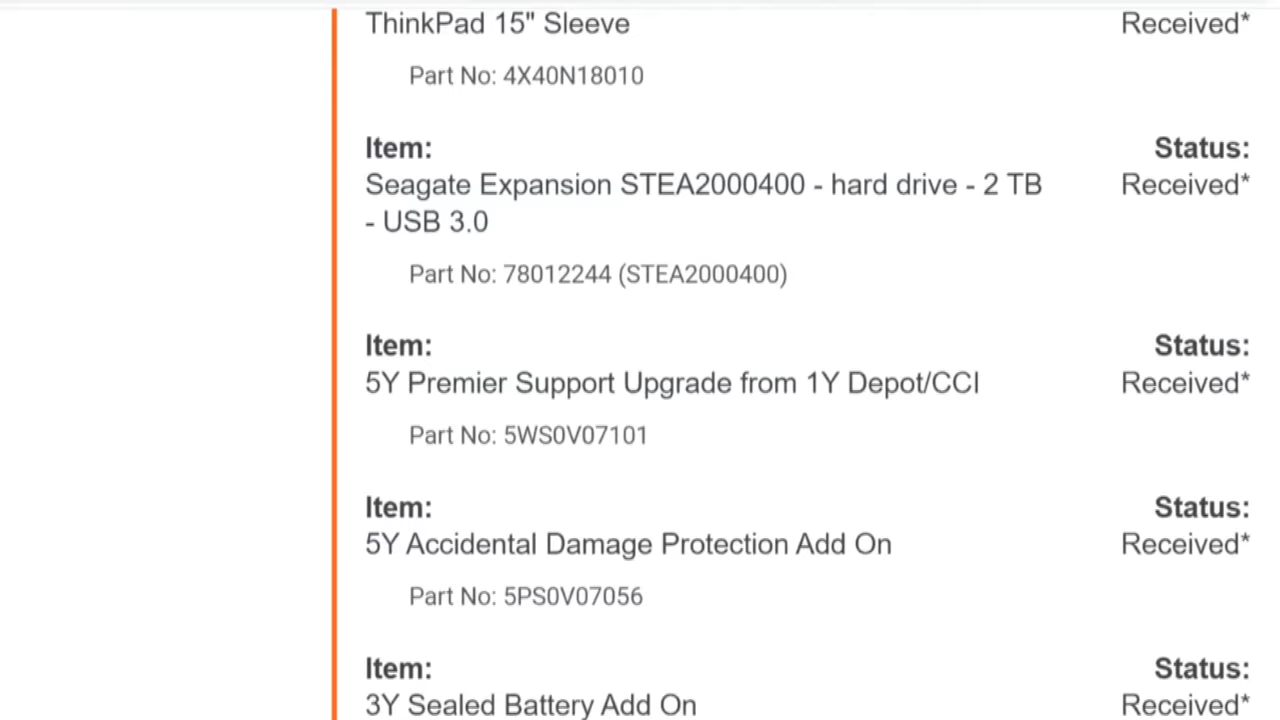 ThinkPad 15" Sleeve Received*
Part No: 4X40N18010
Item: Status:
Seagate Expansion STEA2000400 - hard drive - 2 TB Received*
- USB 3.0
Part No: 78012244 (STEA2000400)
Item: Status:
5Y Premier Support Upgrade from 1Y Depot/CCI Received*
Part No: 5WS0V07101
Item: Status:
5Y Accidental Damage Protection Add On Received*
Part No: 5PS0V07056
Item: Status:
3Y Sealed Battery Add On Received*